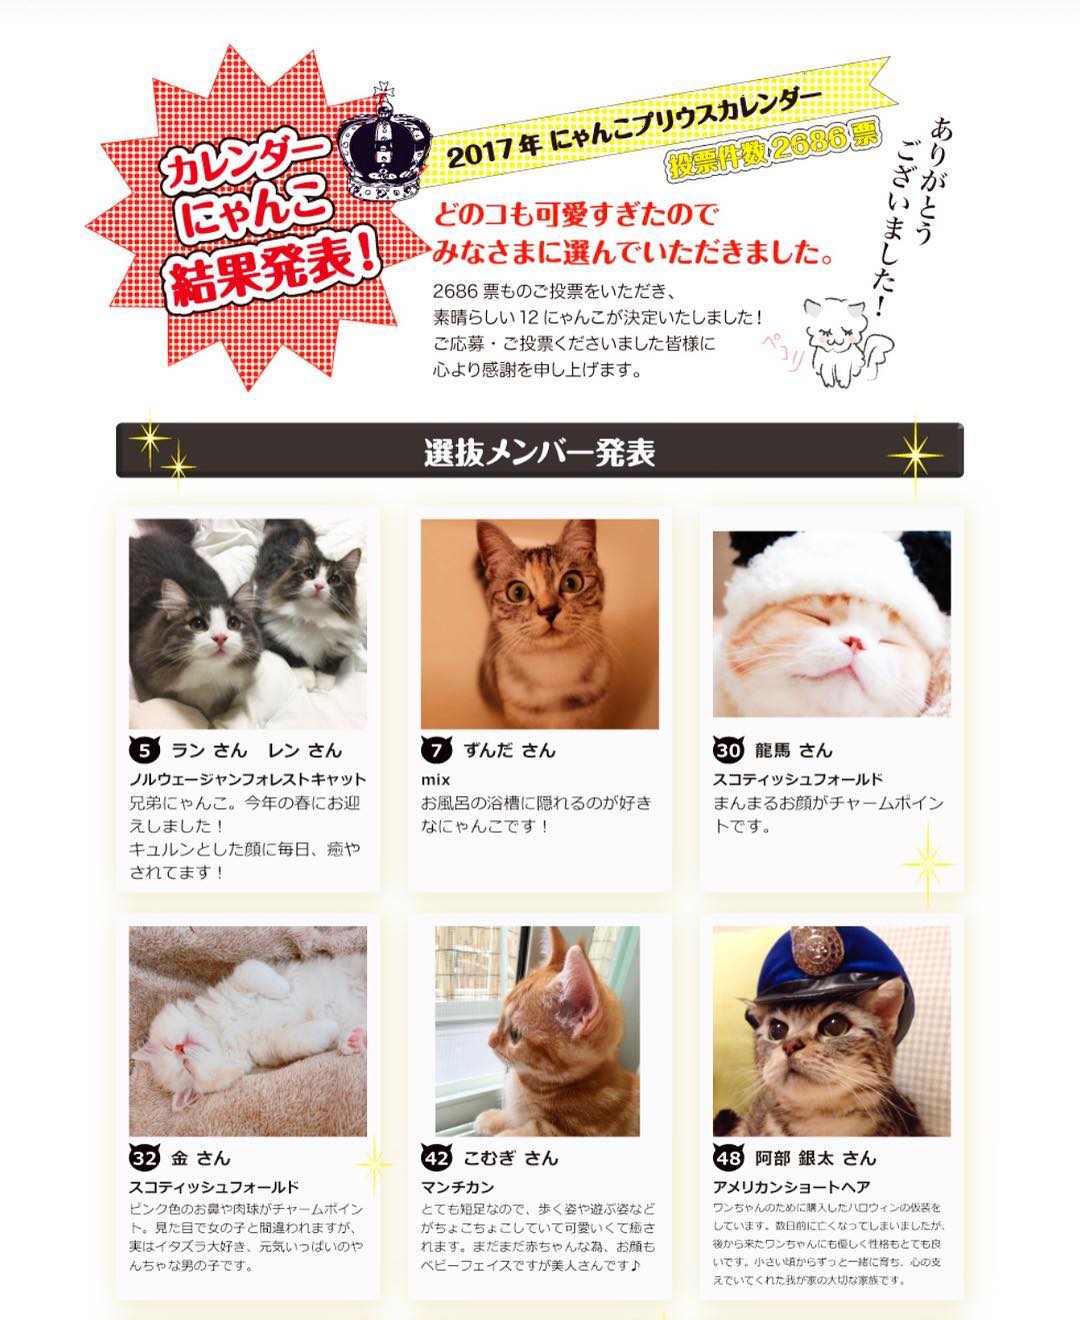 カレンダー
にゃんこ
結果発表!
2017年 にゃんこプリウスカレンダー
投票件数 2686 票
ありがとう
ございました!
どのコも可愛すぎたので
みなさまに選んでいただきました。
2686 票ものご投票をいただき、
素晴らしい 12 にゃんこが決定いたしました!
ご応募・ご投票くださいました皆様に
心より感謝を申し上げます。
ペコリ
選抜メンバー発表
5 ラン さん　レン さん
ノルウェージャンフォレストキャット
兄弟にゃんこ。今年の春にお迎
えしました!
キュルンとした顔に毎日、癒や
されてます!
7 ずんだ さん
mix
お風呂の浴槽に隠れるのが好き
なにゃんこです!
30 龍馬 さん
スコティッシュフォールド
まんまるお顔がチャームポイン
トです。
32 金 さん
スコティッシュフォールド
ピンク色のお鼻や肉球がチャームポイン
ト。見た目で女の子と間違われますが、
実はイタズラ大好き、元気いっぱいのや
んちゃな男の子です。
42 こむぎ さん
マンチカン
とても短足なので、歩く姿や遊ぶ姿など
がちょこちょこしていて可愛いくて癒さ
れます。まだまだ赤ちゃんな為、お顔も
ベビーフェイスですが美人さんです♪
48 阿部 銀太 さん
アメリカンショートヘア
ワンちゃんのために購入したハロウィンの仮装を
しています。数日前に亡くなってしまいましたが、
後から来たワンちゃんにも優しく性格もとても良
いです。小さい頃からずっと一緒に育ち、心の支
えでいてくれた我が家の大切な家族です。